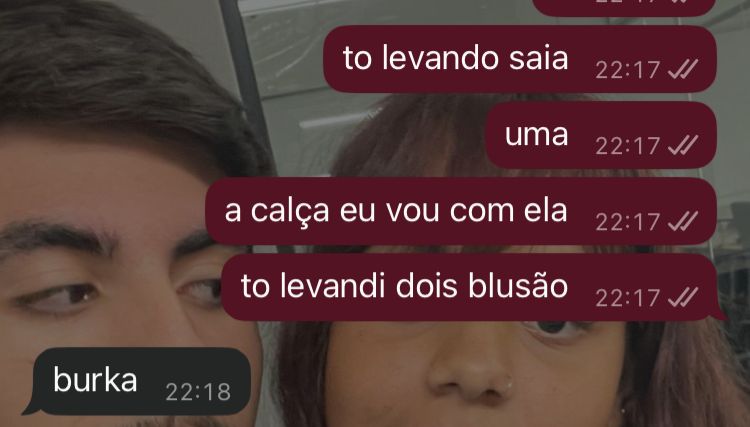 to levando saia 22:17
uma 22:17
a calça eu vou com ela 22:17
to levandi dois blusão 22:17
burka 22:18